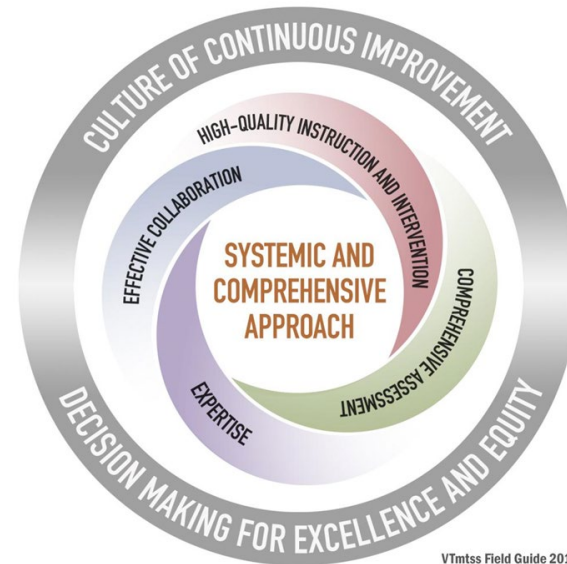 CULTURE OF CONTINUOUS IMPROVEMENT
HIGH-QUALITY INSTRUCTION AND INTERVENTION
EFFECTIVE COLLABORATION
SYSTEMIC AND
COMPREHENSIVE
APPROACH
COMPREHENSIVE ASSESSMENT
EXPERTISE
DECISION MAKING FOR EXCELLENCE AND EQUITY
VTmtss Field Guide 201